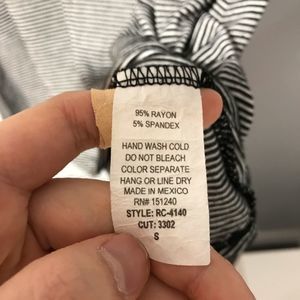 95% RAYON
5% SPANDEX
HAND WASH COLD
DO NOT BLEACH
COLOR SEPARATE
HANG OR LINE DRY
MADE IN MEXICO
RN# 151240
STYLE: RC-4140
CUT: 3302
S